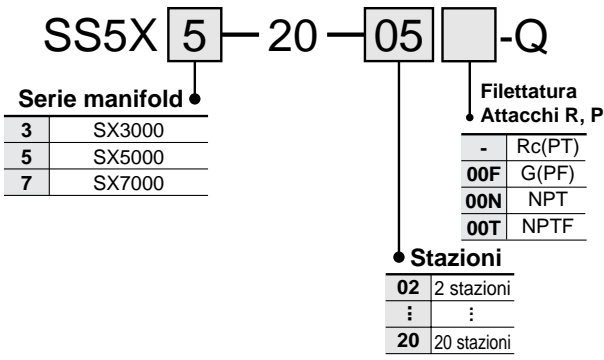 SS5X 5 — 20 — 05 -Q
Serie manifold
3 SX3000
5 SX5000
7 SX7000
Filettatura
Attacchi R, P
- Rc(PT)
00F G(PF)
00N NPT
00T NPTF
Stazioni
02 2 stazioni
⋮ ⋮
20 20 stazioni